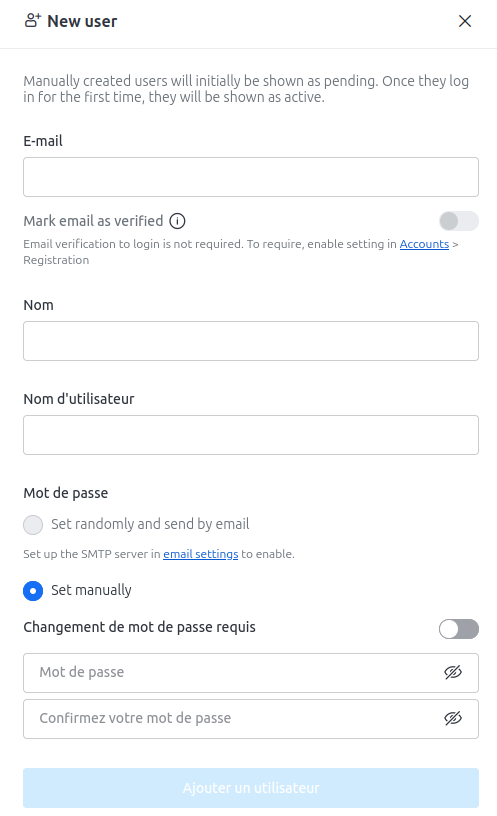 New user
Manually created users will initially be shown as pending. Once they log
in for the first time, they will be shown as active.
E-mail
Mark email as verified
Email verification to login is not required. To require, enable setting in Accounts >
Registration
Nom
Nom d'utilisateur
Mot de passe
Set randomly and send by email
Set up the SMTP server in email settings to enable.
Set manually
Changement de mot de passe requis
Mot de passe
Confirmez votre mot de passe
Ajouter un utilisateur